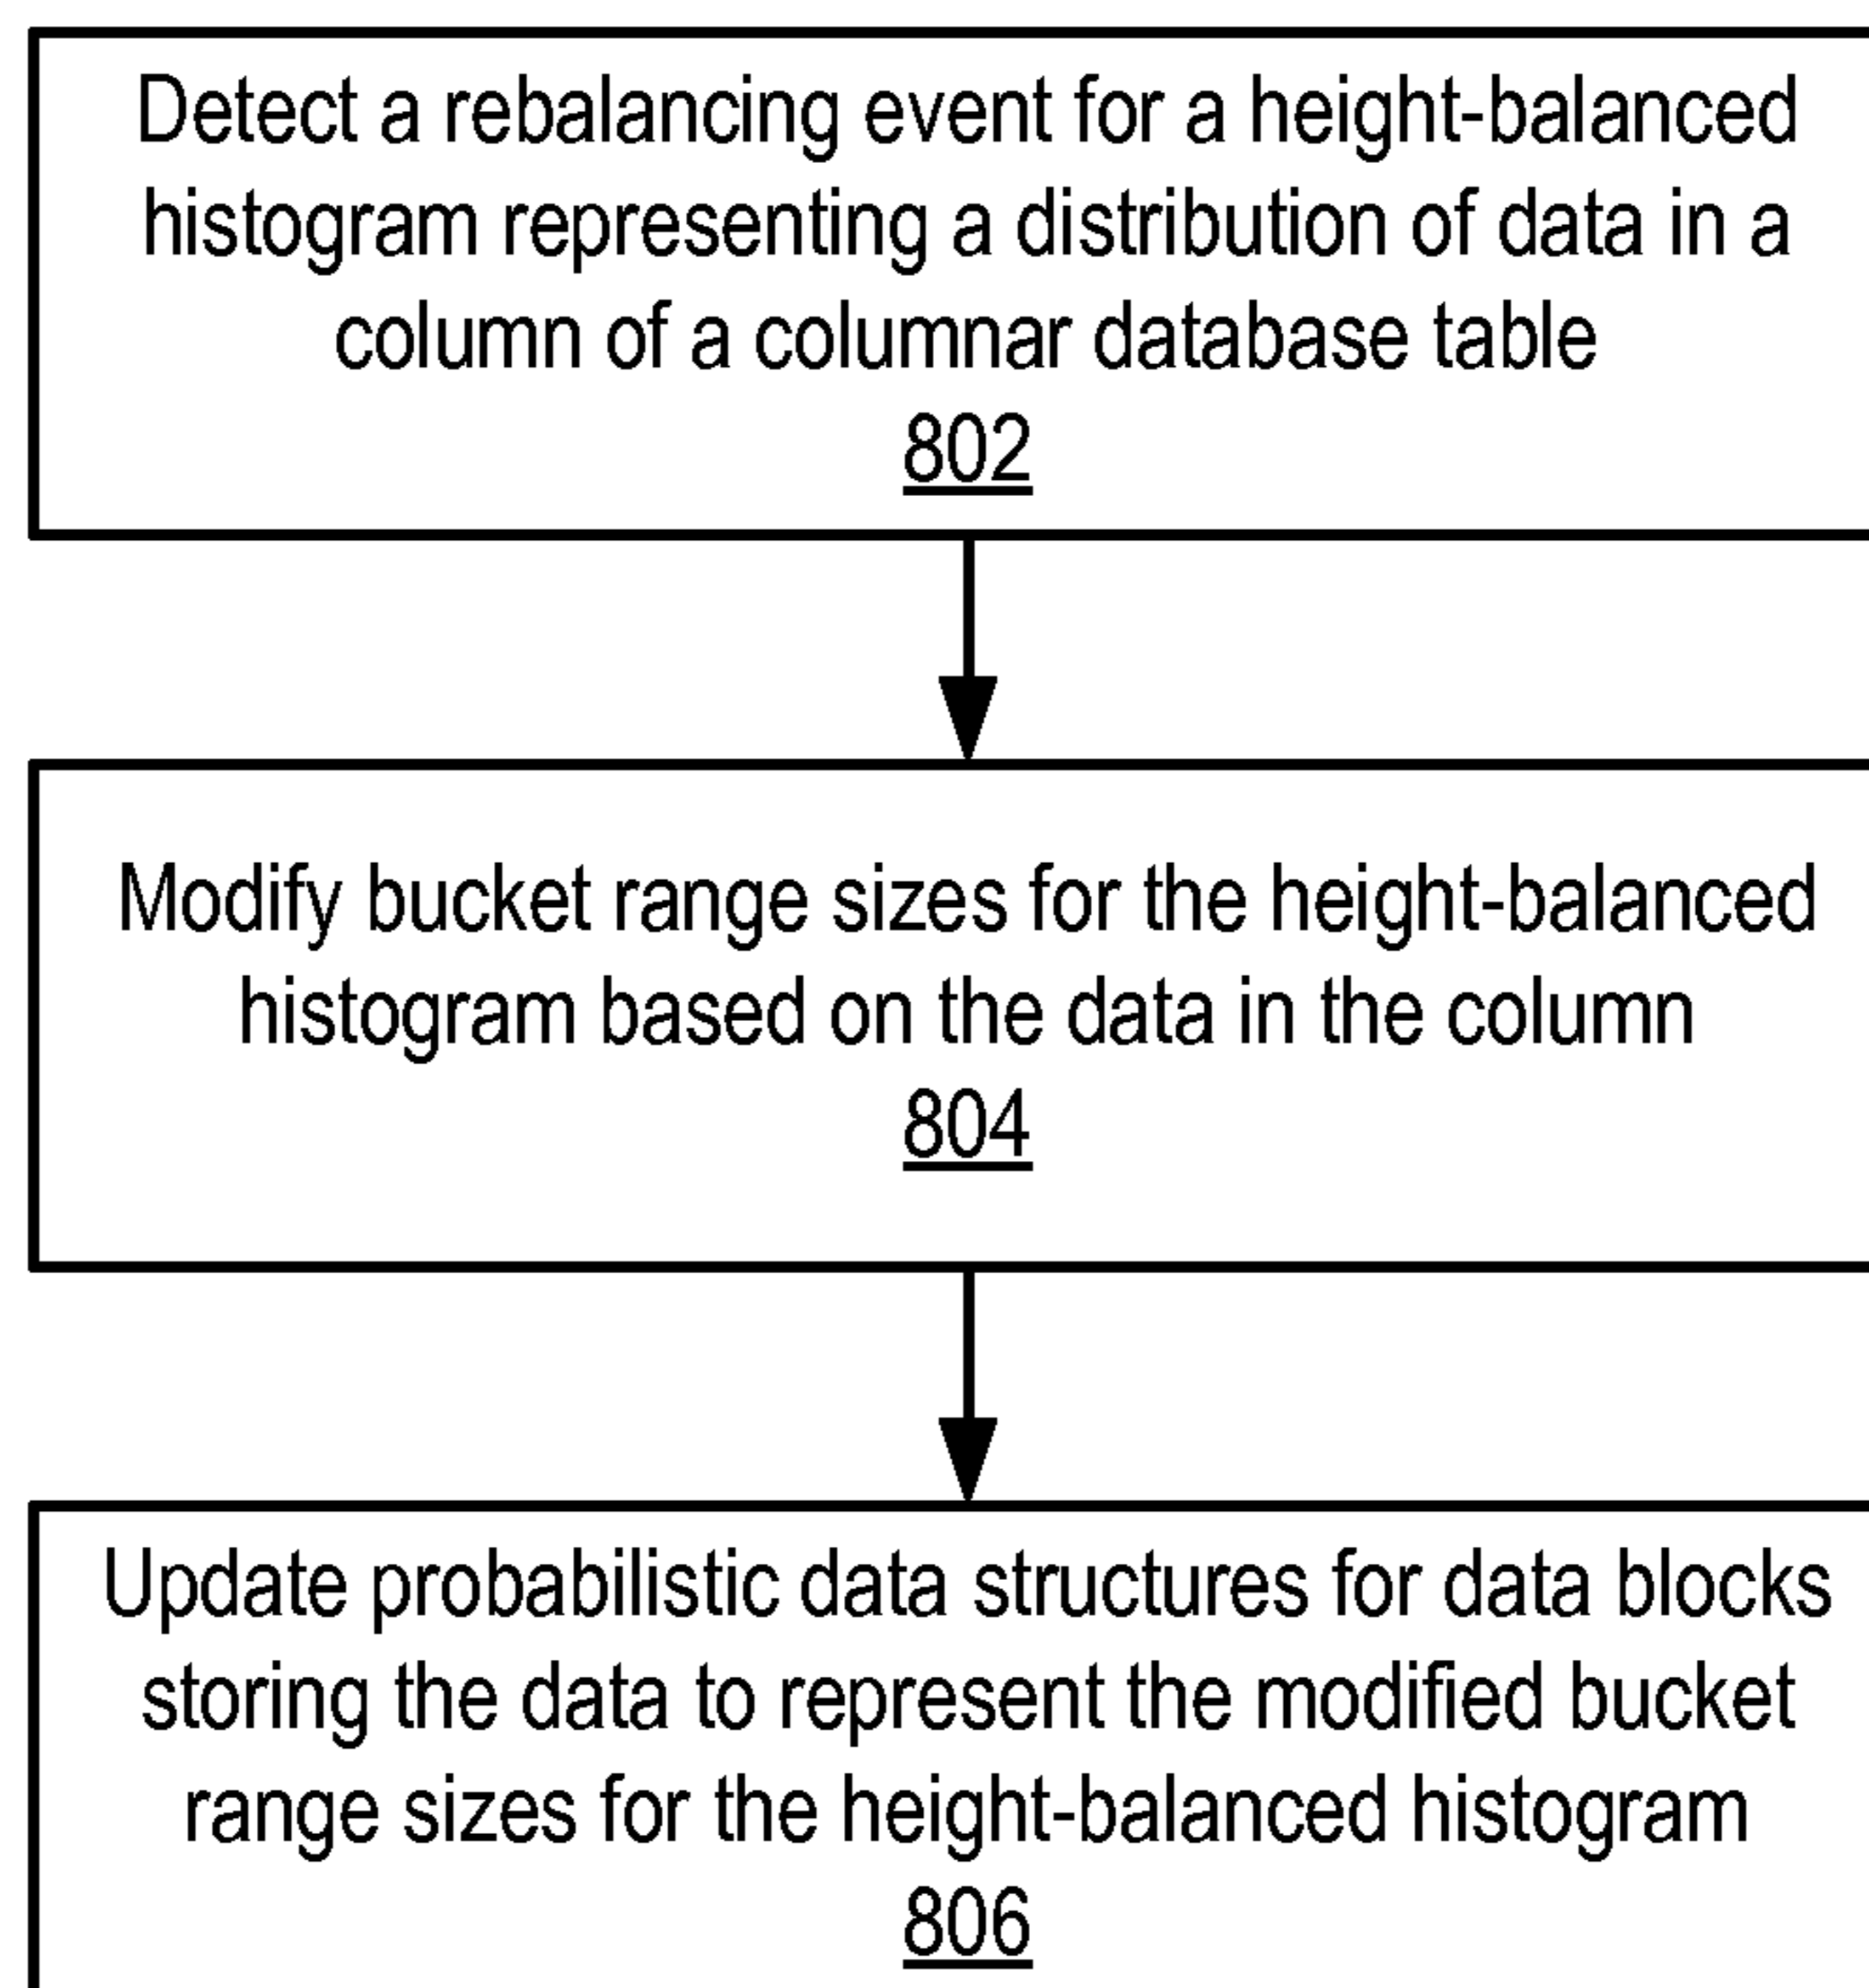 Detect a rebalancing event for a height-balanced
histogram representing a distribution of data in a
column of a columnar database table
802
Modify bucket range sizes for the height-balanced
histogram based on the data in the column
804
Update probabilistic data structures for data blocks
storing the data to represent the modified bucket
range sizes for the height-balanced histogram
806